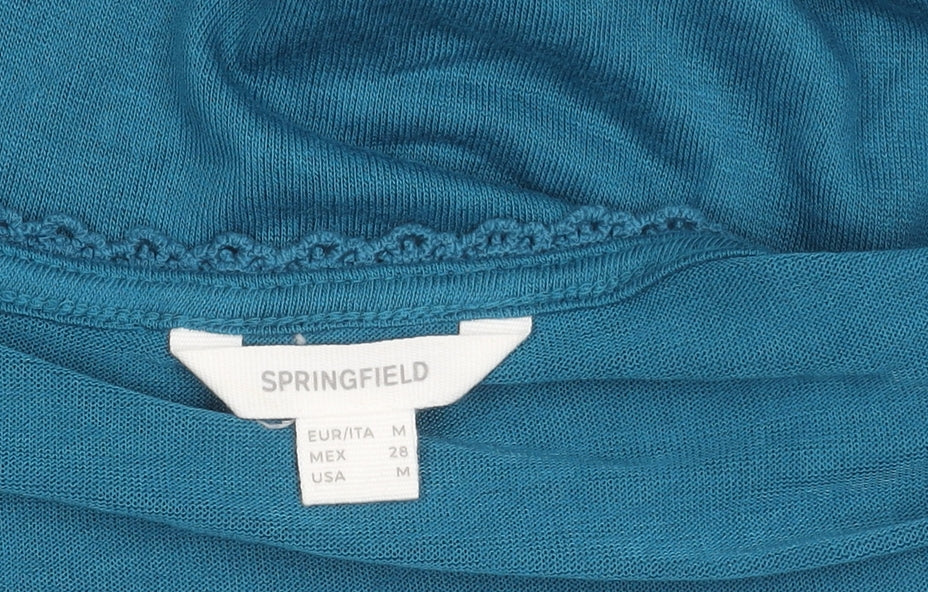 SPRINGFIELD
EUR/ITA M
MEX 28
USA M